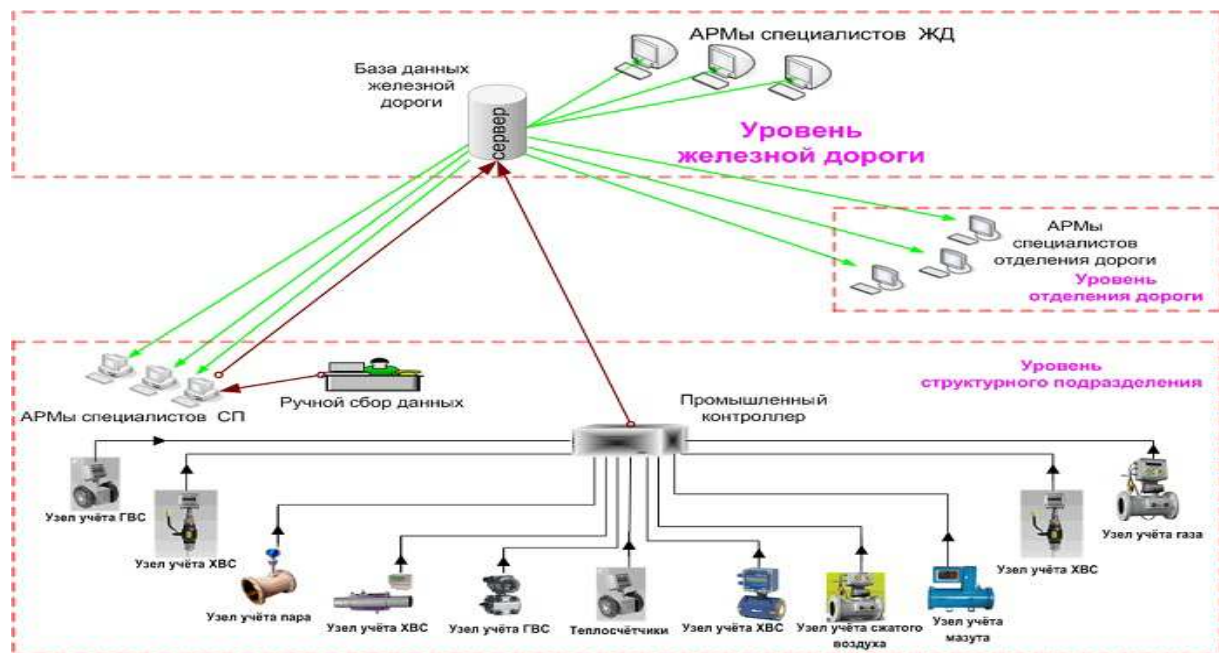 АРМы специалистов ЖД
База данных
железной
дороги
сервер
Уровень
железной дороги
АРМы
специалистов
отделения дороги
Уровень
отделения дороги
Уровень
структурного подразделения
АРМы специалистов СП
Ручной сбор данных
Промышленный
контроллер
Узел учёта ГВС
Узел учёта ХВС
Узел учёта пара
Узел учёта ХВС
Узел учёта ГВС
Теплосчётчики
Узел учёта ХВС
Узел учёта сжатого
воздуха
Узел учёта
мазута
Узел учёта ХВС
Узел учёта газа